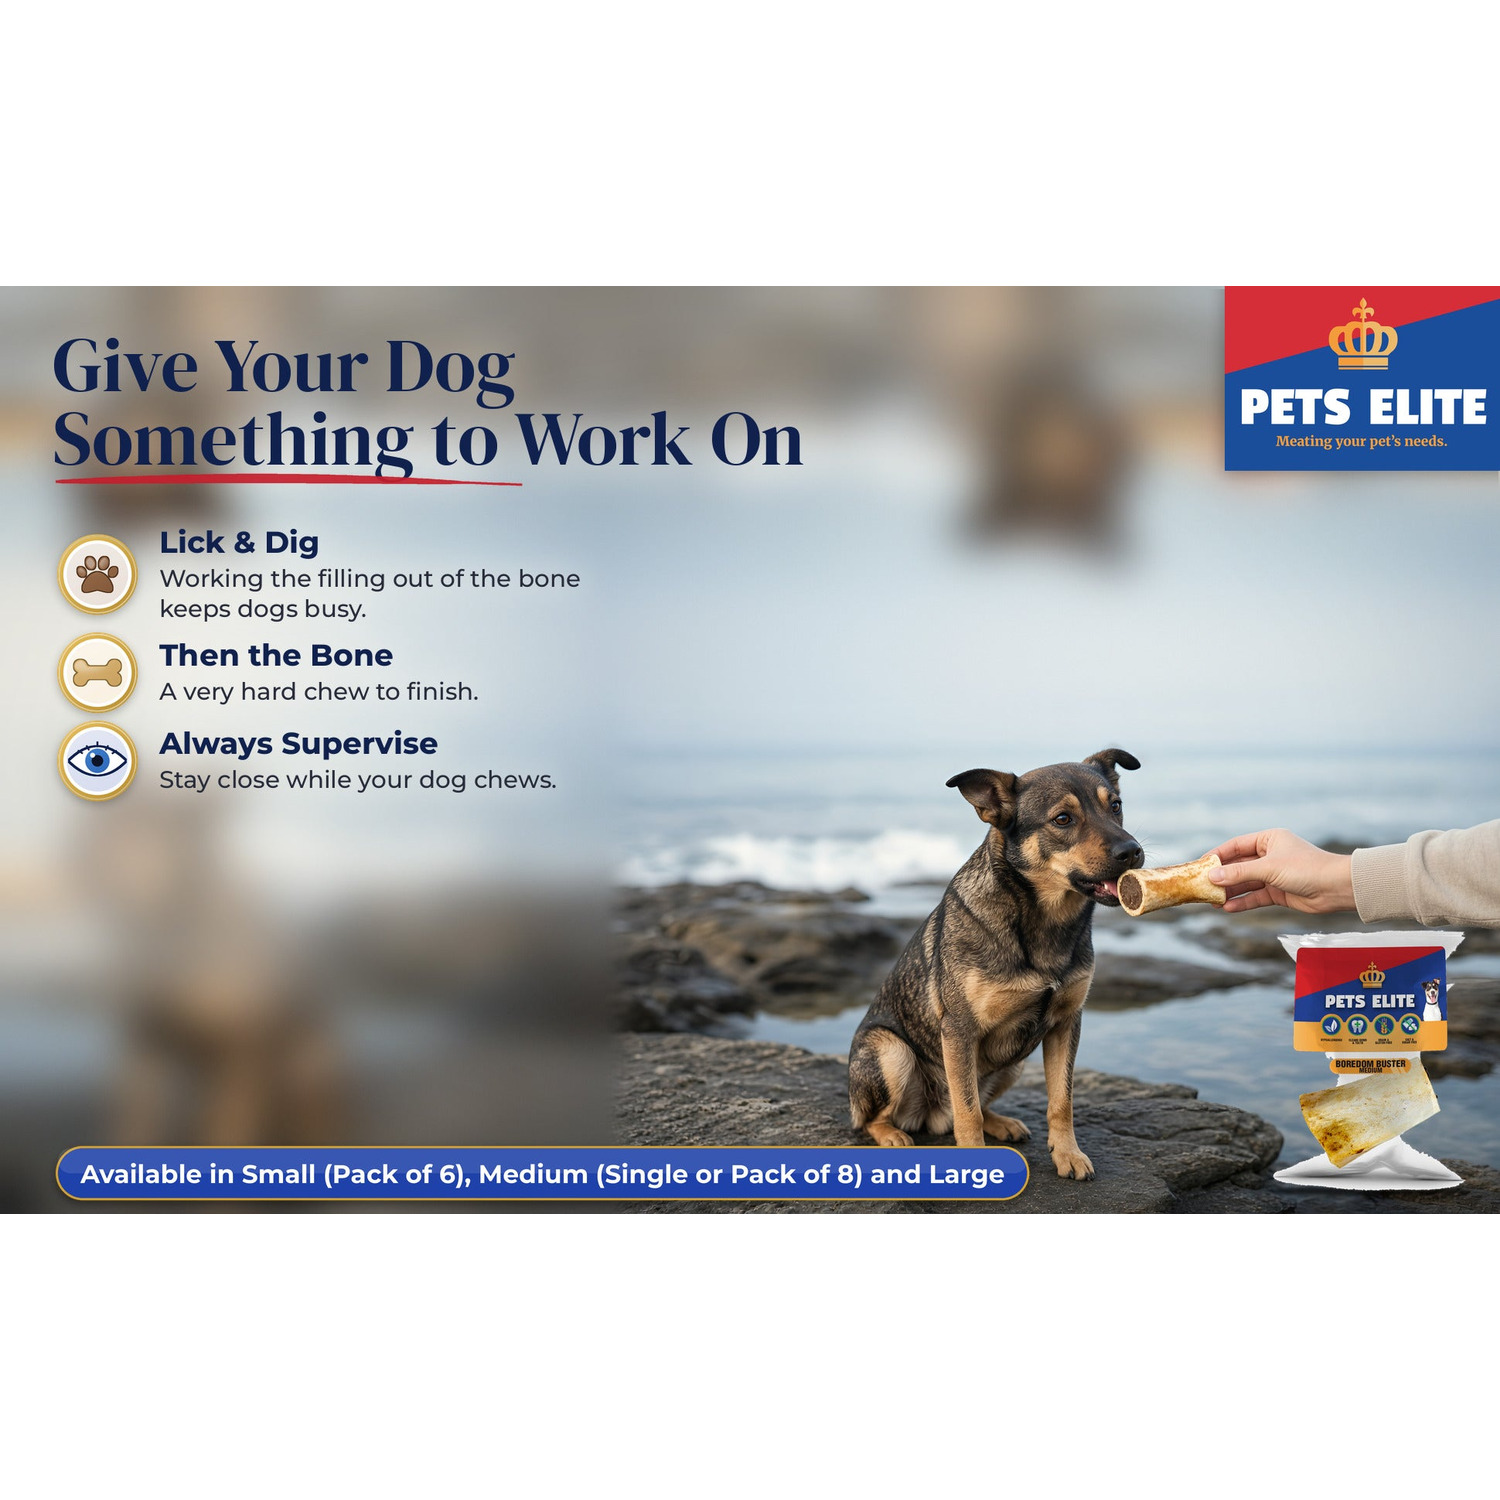 Give Your Dog
Something to Work On
PETS ELITE
Meating your pet's needs.
Lick & Dig
Working the filling out of the bone
keeps dogs busy.
Then the Bone
A very hard chew to finish.
Always Supervise
Stay close while your dog chews.
PETS ELITE
BOREDOM BUSTER
MEDIUM
Available in Small (Pack of 6), Medium (Single or Pack of 8) and Large